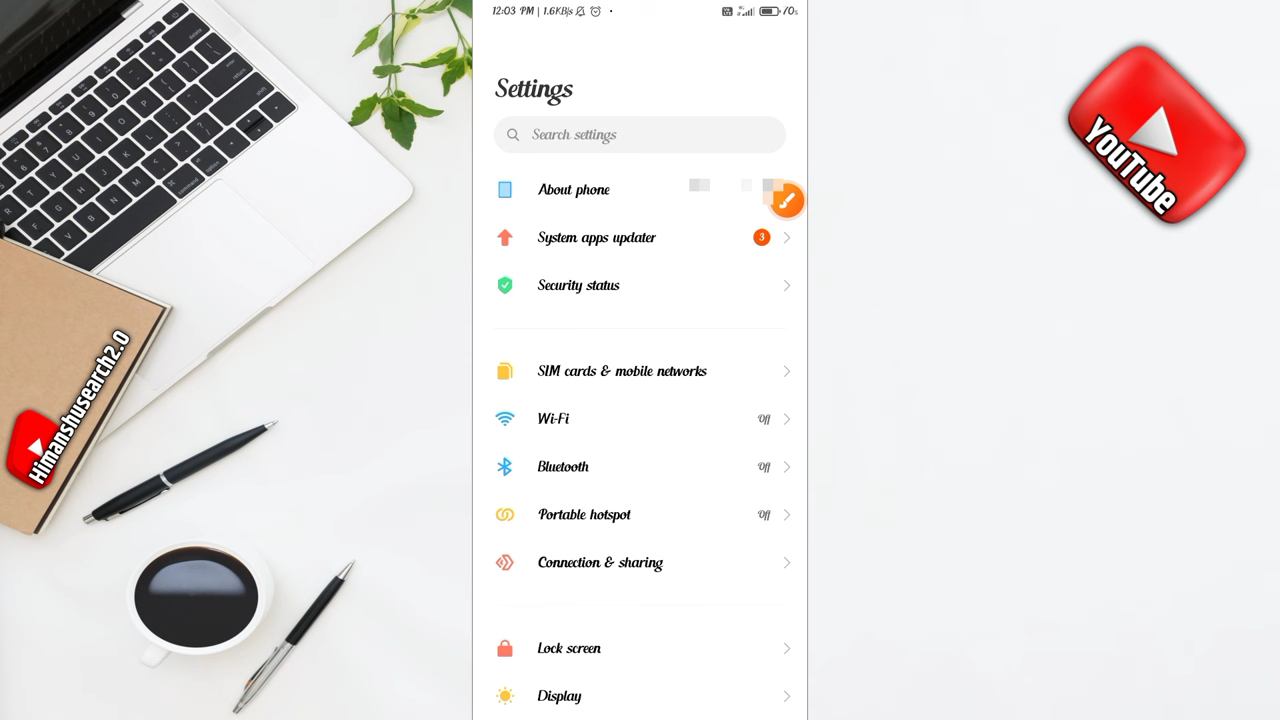 12:03 PM | 1.6KB/s
70%
Settings
Search settings
About phone
System apps updater
3
Security status
SIM cards & mobile networks
Wi-Fi
Off
Bluetooth
Off
Portable hotspot
Off
Connection & sharing
Lock screen
Display
YouTube
Himanshusearch2.0